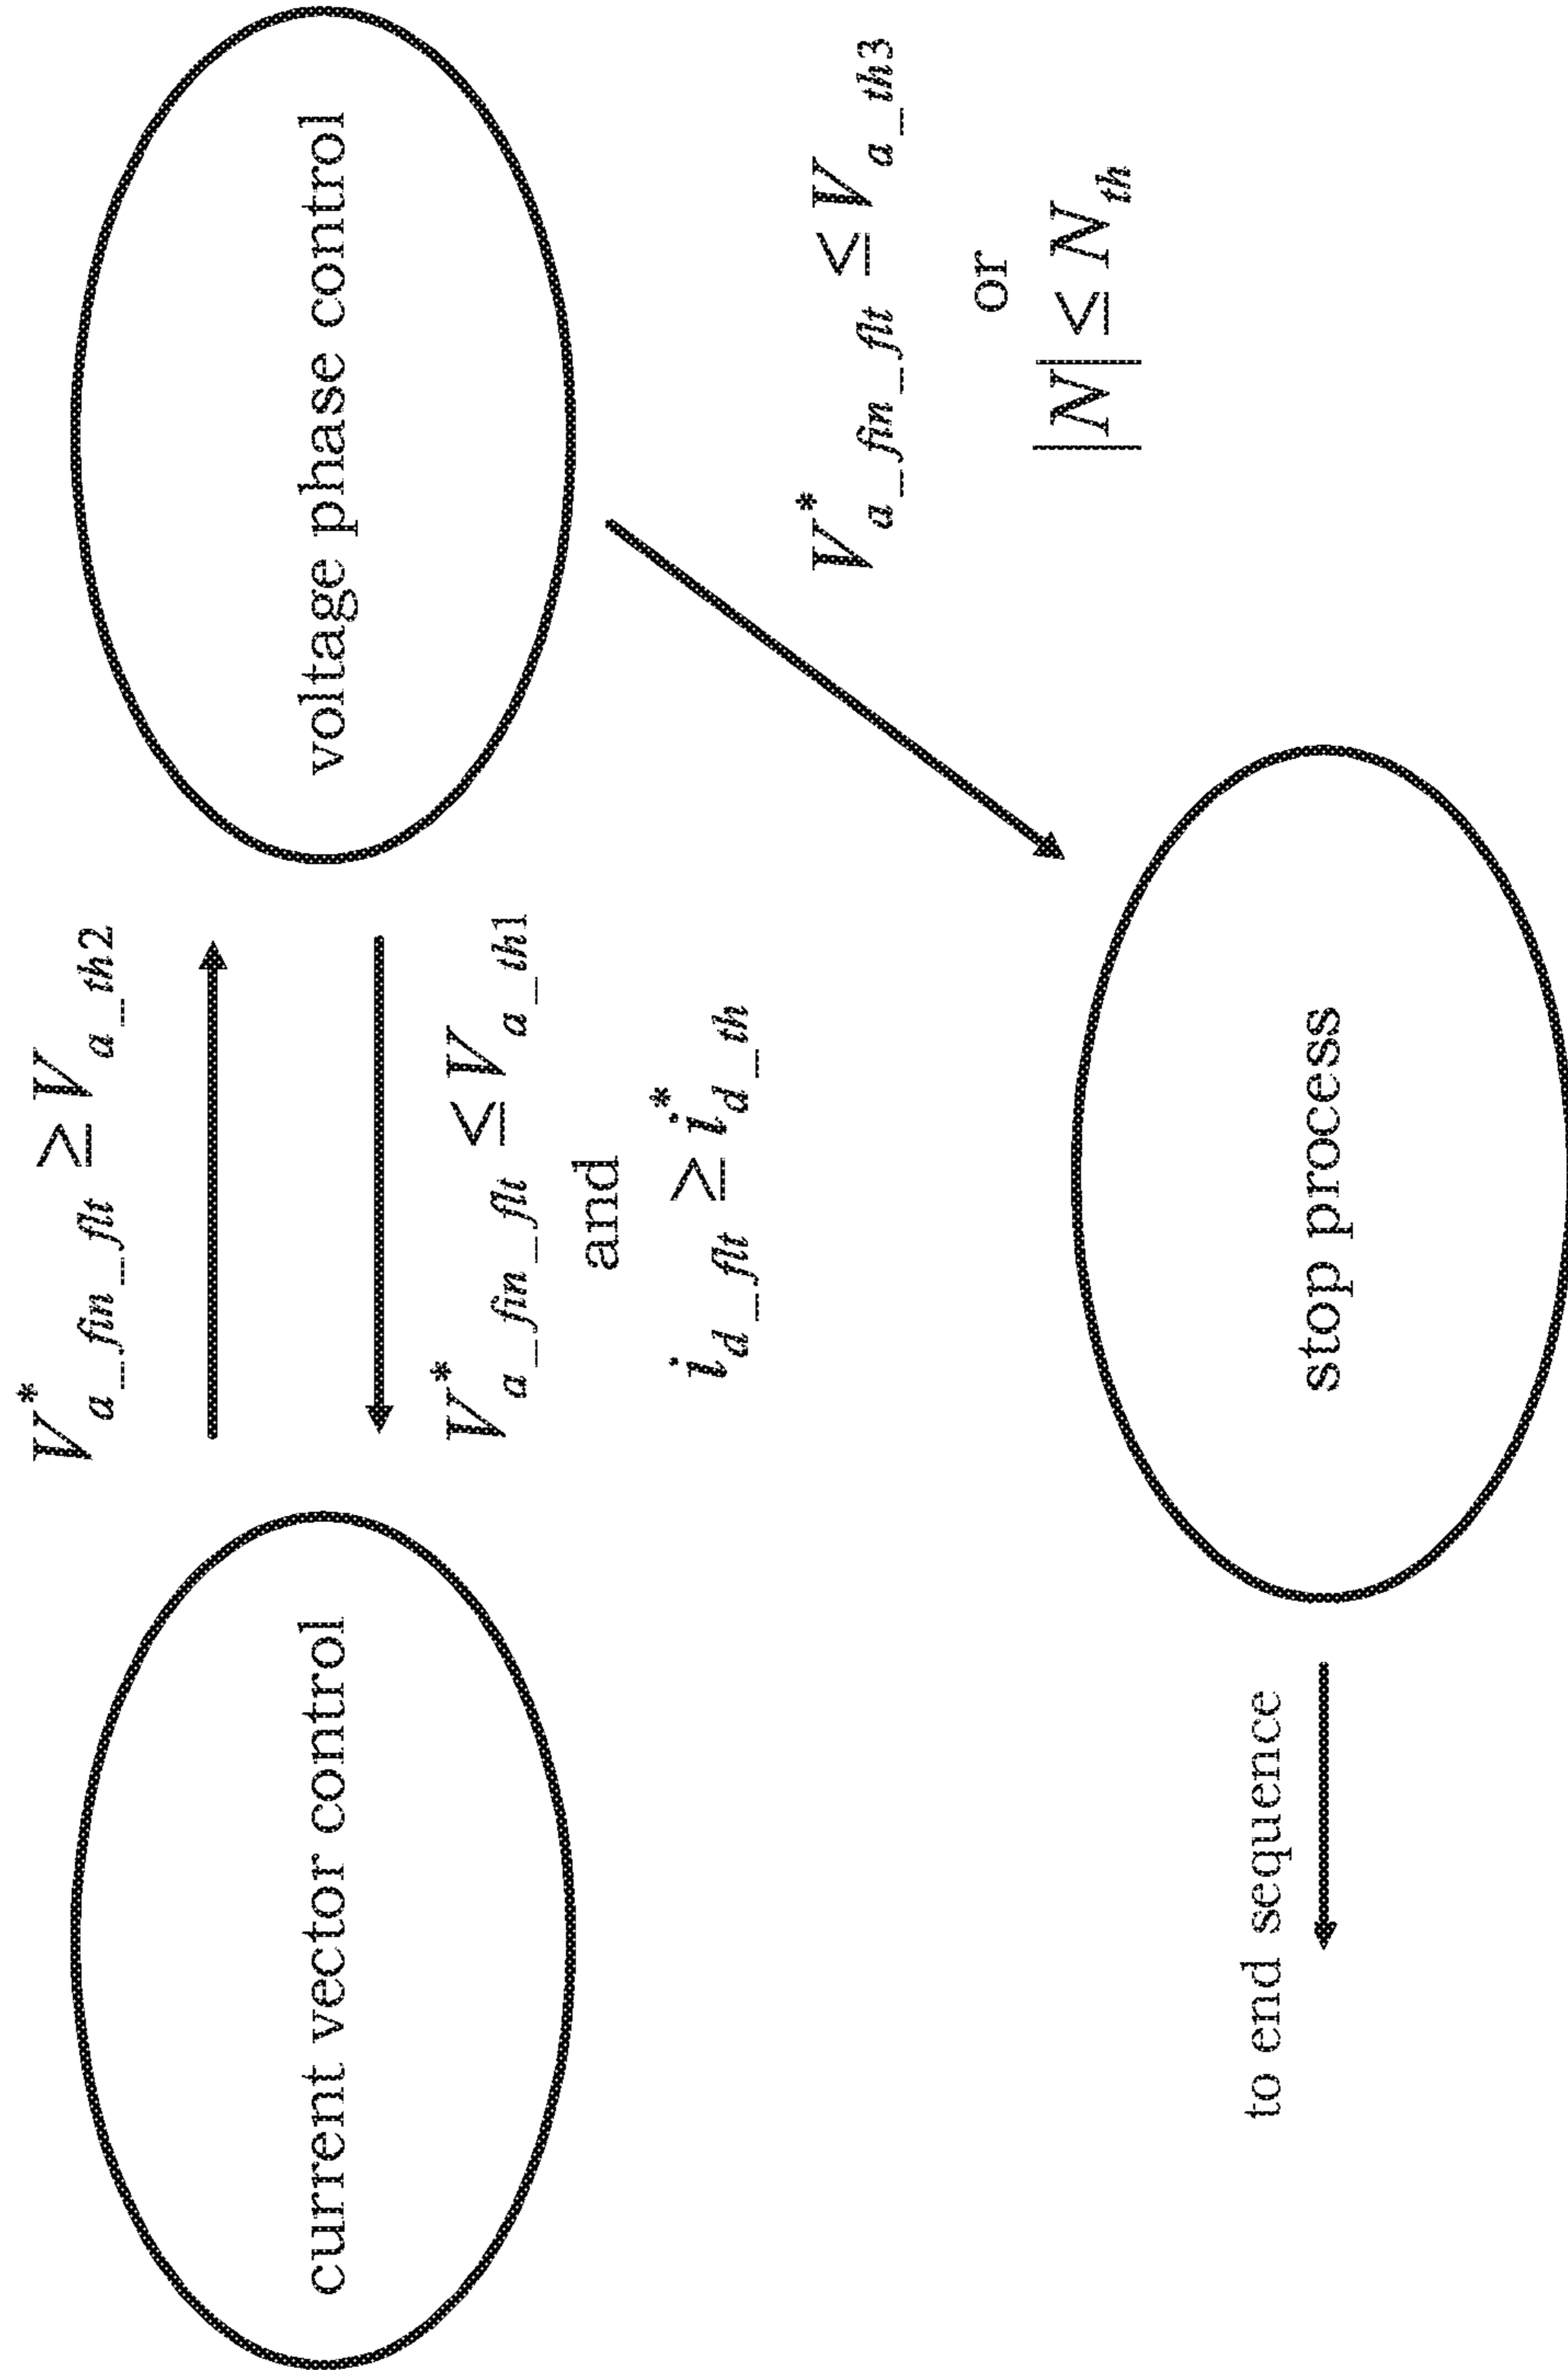 V*a_fin_flt ≥ Va_th2
current vector control
voltage phase control
V*a_fin_flt ≤ Va_th1
and
id_flt ≥ i*d_th
V*a_fin_flt ≤ Va_th3
or
|N| ≤ Nth
to end sequence
stop process